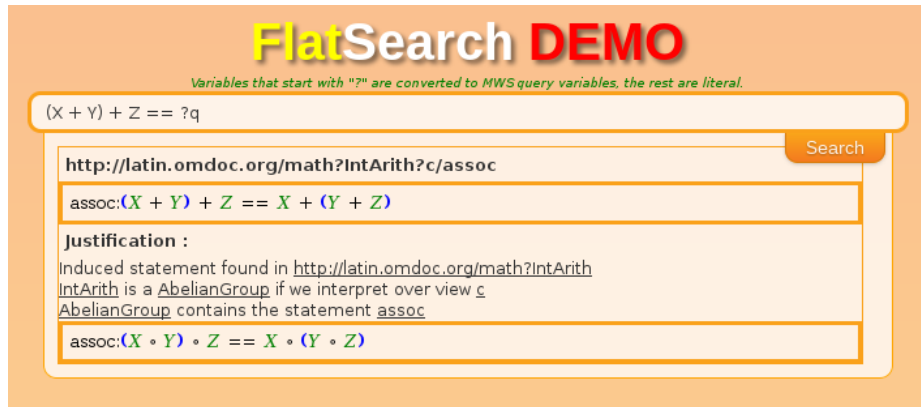 FlatSearch DEMO
Variables that start with "?" are converted to MWS query variables, the rest are literal.
(X + Y) + Z == ?q
Search
http://latin.omdoc.org/math?IntArith?c/assoc
assoc:(X + Y) + Z == X + (Y + Z)
Justification :
Induced statement found in http://latin.omdoc.org/math?IntArith
IntArith is a AbelianGroup if we interpret over view c
AbelianGroup contains the statement assoc
assoc:(X ∘ Y) ∘ Z == X ∘ (Y ∘ Z)